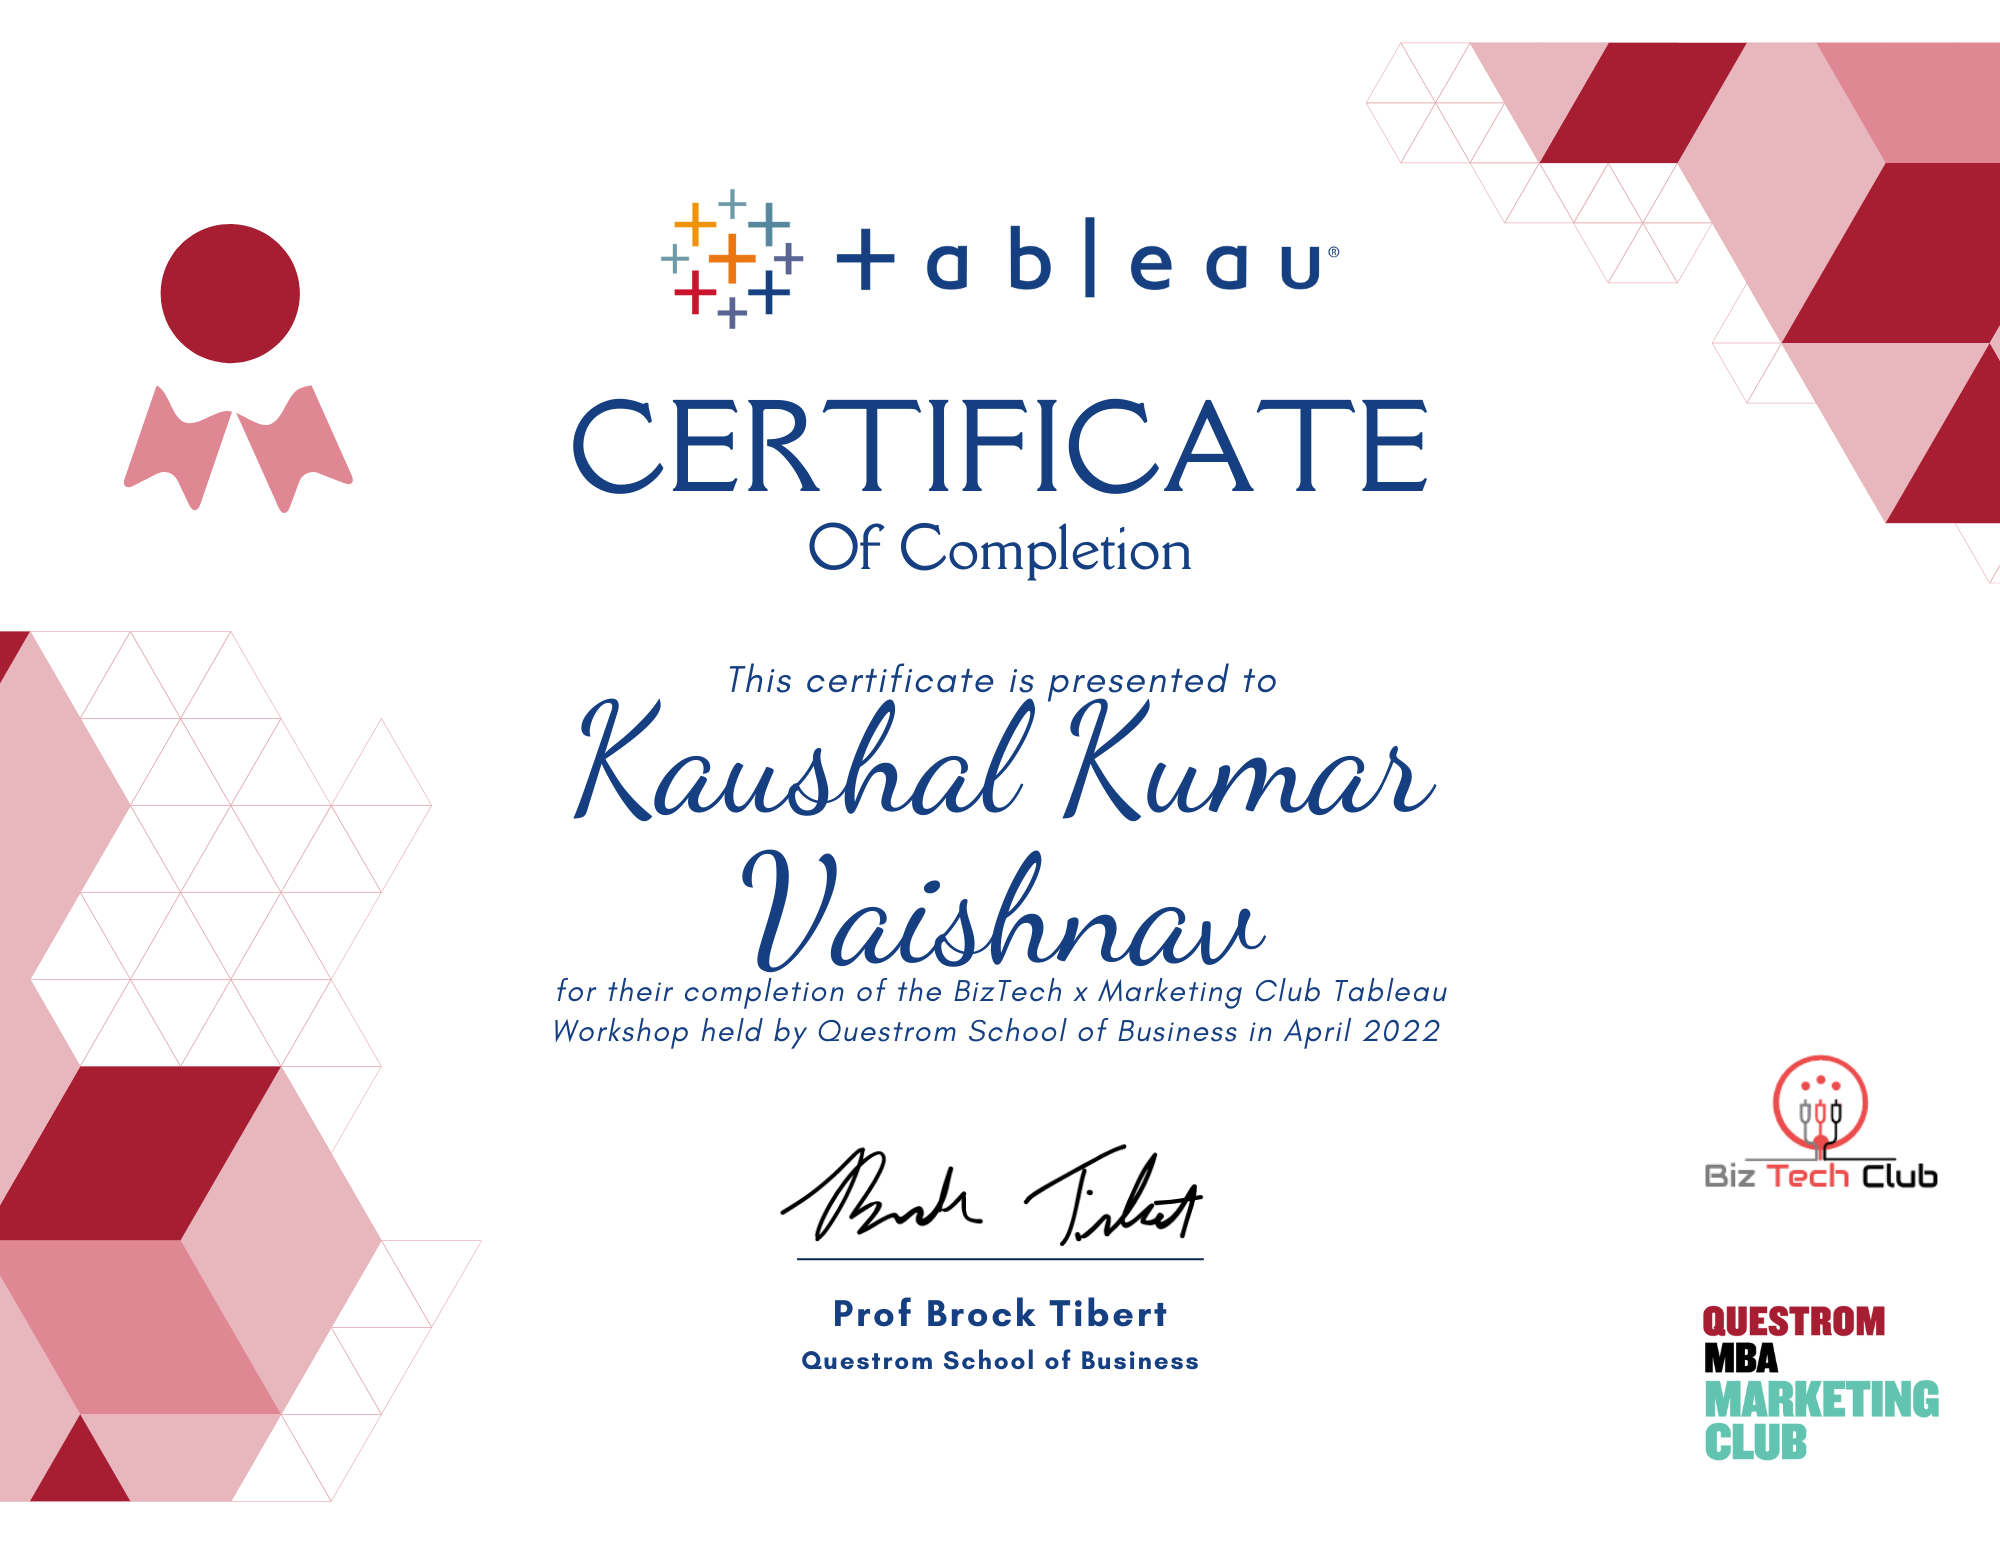 +ableau®
CERTIFICATE
Of Completion
This certificate is presented to
Kaushal Kumar
Vaishnav
for their completion of the BizTech x Marketing Club Tableau
Workshop held by Questrom School of Business in April 2022
Brock Tibert
Prof Brock Tibert
Questrom School of Business
Biz Tech Club
QUESTROM
MBA
MARKETING
CLUB